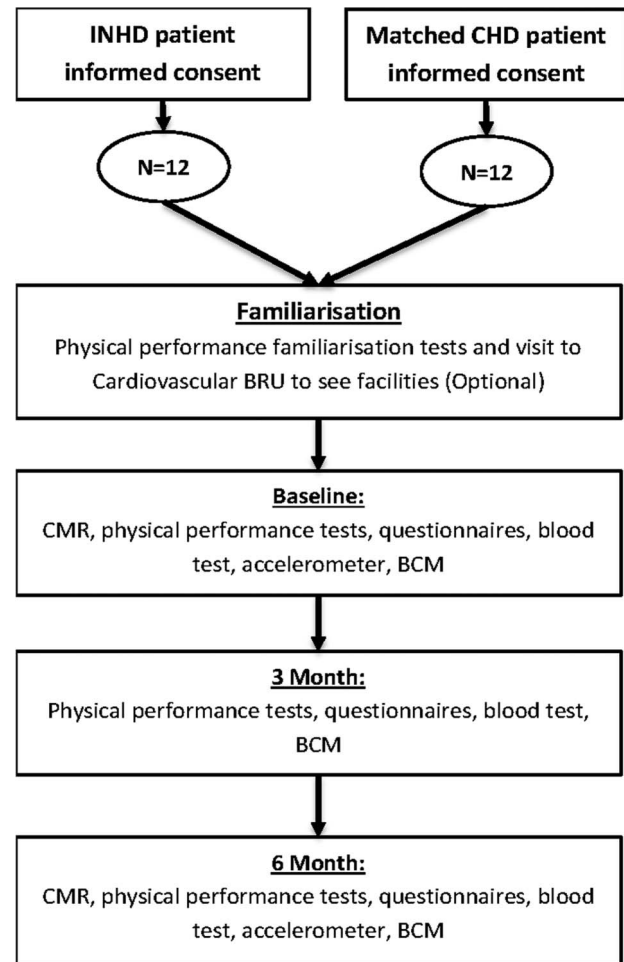 INHD patient
informed consent
Matched CHD patient
informed consent
N=12
N=12
Familiarisation
Physical performance familiarisation tests and visit to
Cardiovascular BRU to see facilities (Optional)
Baseline:
CMR, physical performance tests, questionnaires, blood
test, accelerometer, BCM
3 Month:
Physical performance tests, questionnaires, blood test,
BCM
6 Month:
CMR, physical performance tests, questionnaires, blood
test, accelerometer, BCM